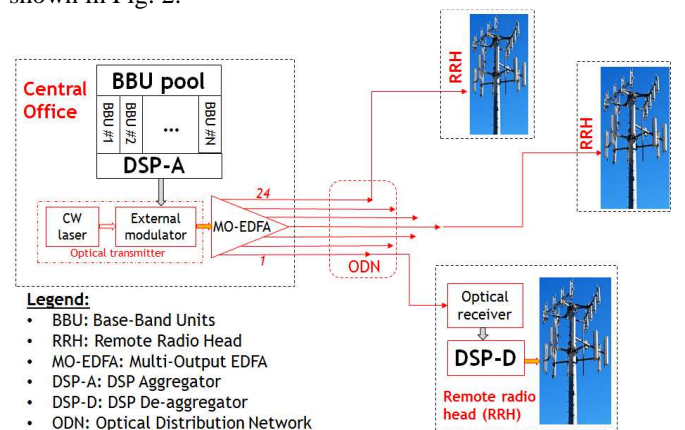 shown in Fig. 2.
Central
Office
BBU pool
BBU #1
BBU #2
...
BBU #N
DSP-A
CW
laser
External
modulator
Optical transmitter
MO-EDFA
24
1
ODN
RRH
RRH
Optical
receiver
DSP-D
Remote radio
head (RRH)
Legend:
• BBU: Base-Band Units
• RRH: Remote Radio Head
• MO-EDFA: Multi-Output EDFA
• DSP-A: DSP Aggregator
• DSP-D: DSP De-aggregator
• ODN: Optical Distribution Network